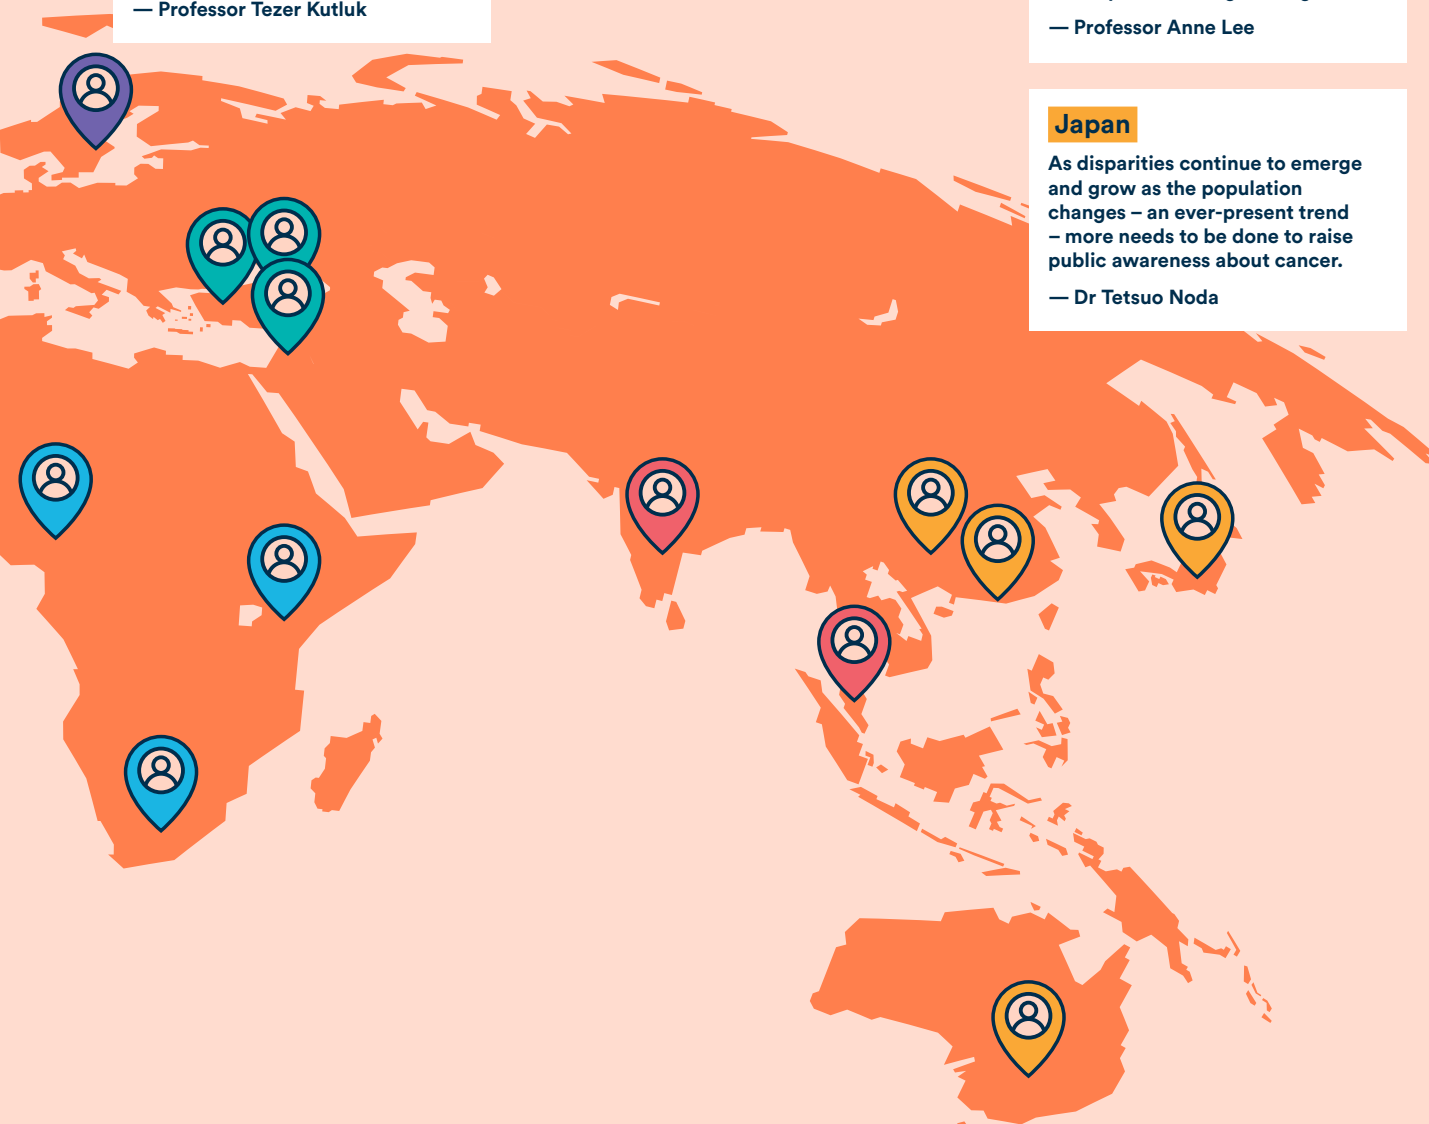 — Professor Tezer Kutluk
— Professor Anne Lee
Japan
As disparities continue to emerge
and grow as the population
changes – an ever-present trend
– more needs to be done to raise
public awareness about cancer.
— Dr Tetsuo Noda